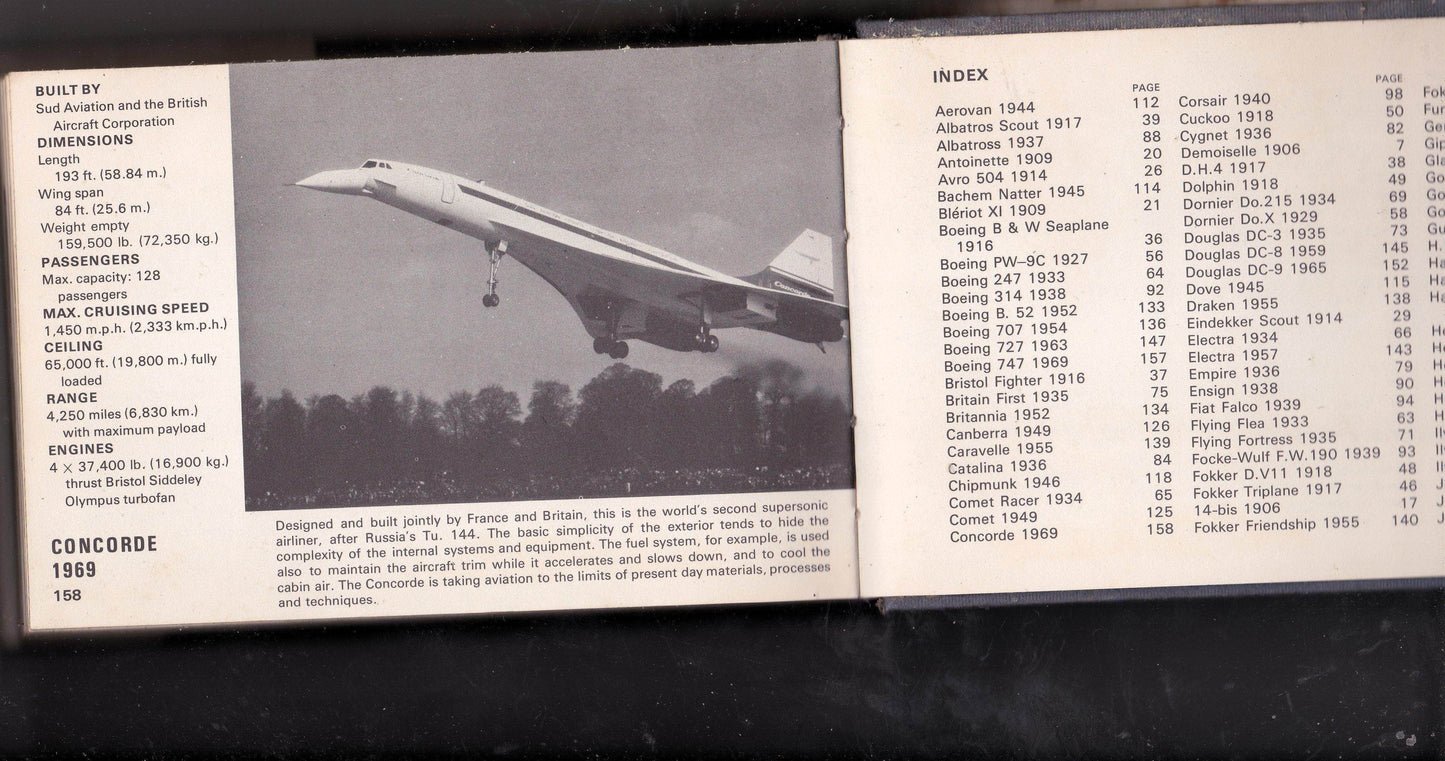 BUILT BY
Sud Aviation and the British
Aircraft Corporation
DIMENSIONS
Length
193 ft. (58.84 m.)
Wing span
84 ft. (25.6 m.)
Weight empty
159,500 lb. (72,350 kg.)
PASSENGERS
Max. capacity: 128
passengers
MAX. CRUISING SPEED
1,450 m.p.h. (2,333 km.p.h.)
CEILING
65,000 ft. (19,800 m.) fully
loaded
RANGE
4,250 miles (6,830 km.)
with maximum payload
ENGINES
4 × 37,400 lb. (16,900 kg.)
thrust Bristol Siddeley
Olympus turbofan
CONCORDE
1969
158
Concorde
Designed and built jointly by France and Britain, this is the world's second supersonic
airliner, after Russia's Tu. 144. The basic simplicity of the exterior tends to hide the
complexity of the internal systems and equipment. The fuel system, for example, is used
also to maintain the aircraft trim while it accelerates and slows down, and to cool the
cabin air. The Concorde is taking aviation to the limits of present day materials, processes
and techniques.
INDEX
PAGE
Aerovan 1944 112
Albatros Scout 1917 39
Albatross 1937 88
Antoinette 1909 20
Avro 504 1914 26
Bachem Natter 1945 114
Blériot XI 1909 21
Boeing B & W Seaplane
1916 36
Boeing PW–9C 1927 56
Boeing 247 1933 64
Boeing 314 1938 92
Boeing B. 52 1952 133
Boeing 707 1954 136
Boeing 727 1963 147
Boeing 747 1969 157
Bristol Fighter 1916 37
Britain First 1935 75
Britannia 1952 134
Canberra 1949 126
Caravelle 1955 139
Catalina 1936 84
Chipmunk 1946 118
Comet Racer 1934 65
Comet 1949 125
Concorde 1969 158
PAGE
Corsair 1940 98
Cuckoo 1918 50
Cygnet 1936 82
Demoiselle 1906 7
D.H.4 1917 38
Dolphin 1918 49
Dornier Do.215 1934 69
Dornier Do.X 1929 58
Douglas DC-3 1935 73
Douglas DC-8 1959 145
Douglas DC-9 1965 152
Dove 1945 115
Draken 1955 138
Eindekker Scout 1914 29
Electra 1934 66
Electra 1957 143
Empire 1936 79
Ensign 1938 90
Fiat Falco 1939 94
Flying Flea 1933 63
Flying Fortress 1935 71
Focke-Wulf F.W.190 1939 93
Fokker D.V11 1918 48
Fokker Triplane 1917 46
14-bis 1906 17
Fokker Friendship 1955 140